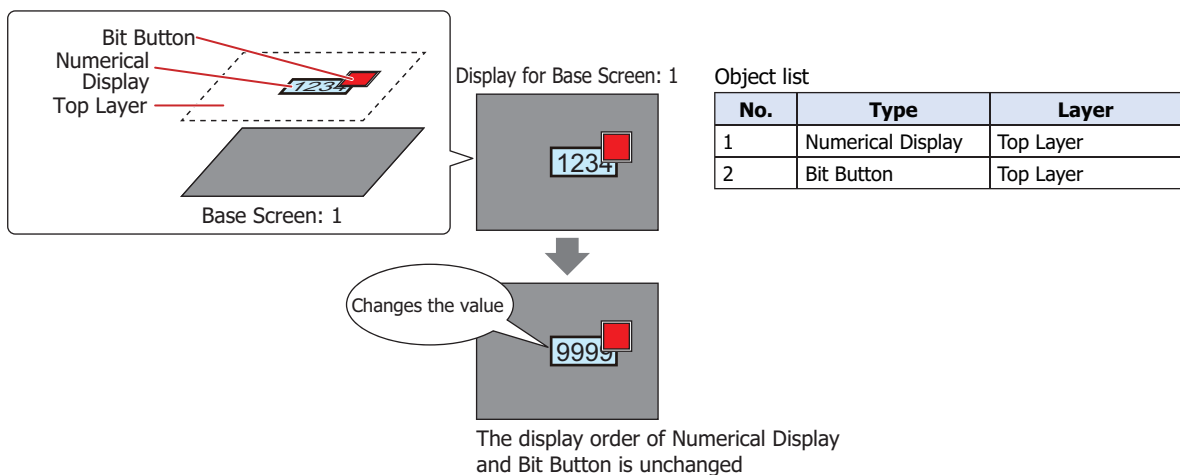 Bit Button
Numerical
Display
Top Layer
1234
Base Screen: 1
Display for Base Screen: 1
1234
Changes the value
9999
The display order of Numerical Display
and Bit Button is unchanged
Object list
No. Type Layer
1 Numerical Display Top Layer
2 Bit Button Top Layer